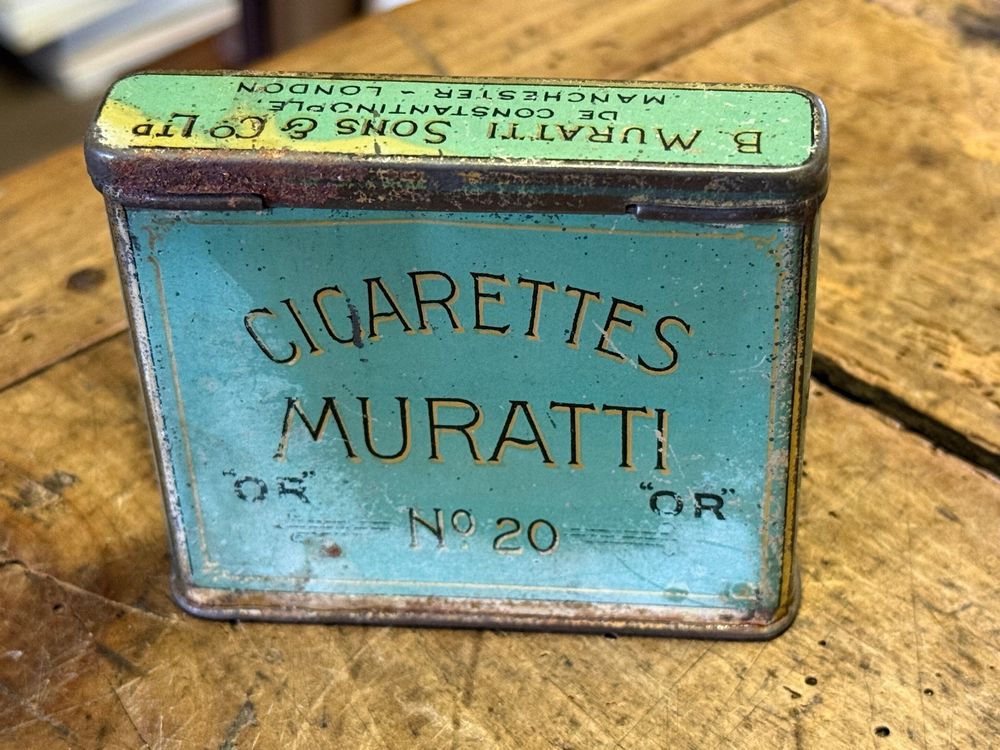 B. MURATTI SONS & CO LTD
DE CONSTANTINOPLE,
MANCHESTER - LONDON
CIGARETTES
MURATTI
"OR" "OR"
No 20